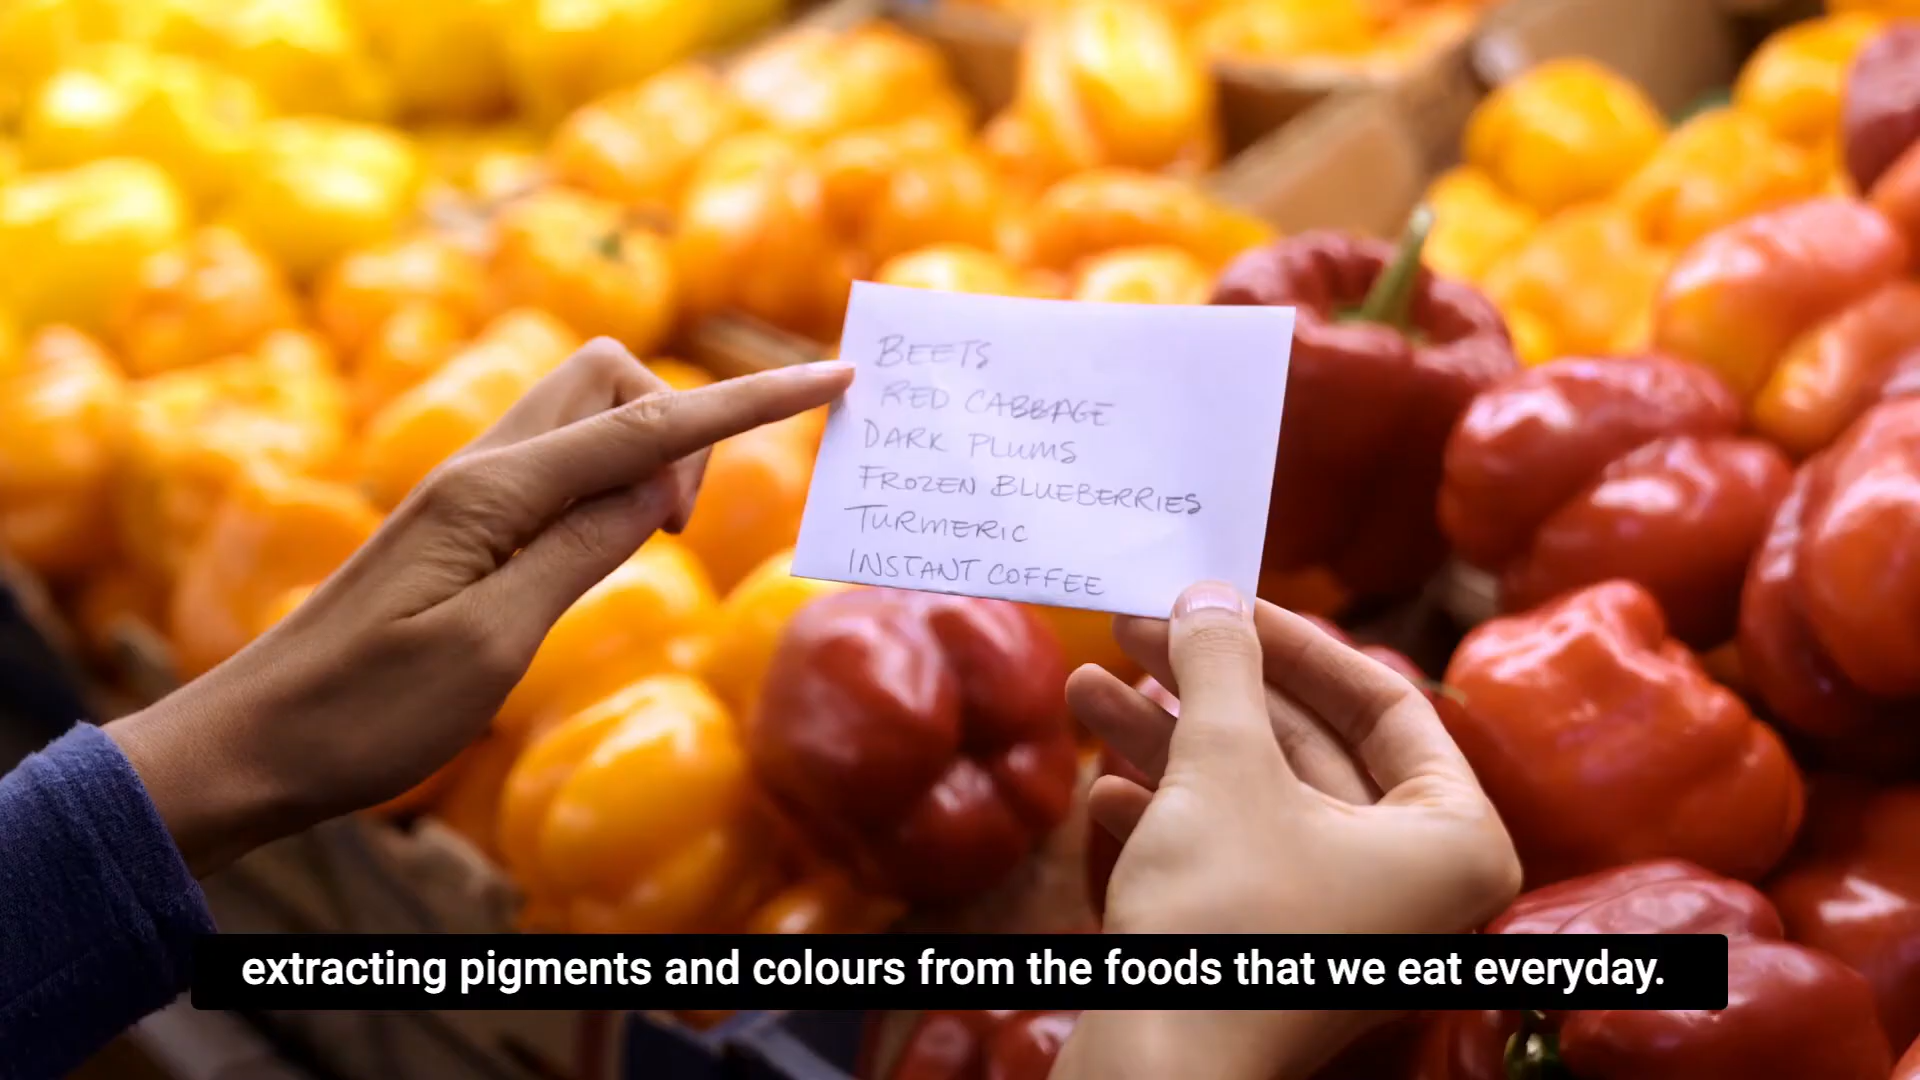 BEETS
RED CABBAGE
DARK PLUMS
FROZEN BLUEBERRIES
TURMERIC
INSTANT COFFEE
extracting pigments and colours from the foods that we eat everyday.